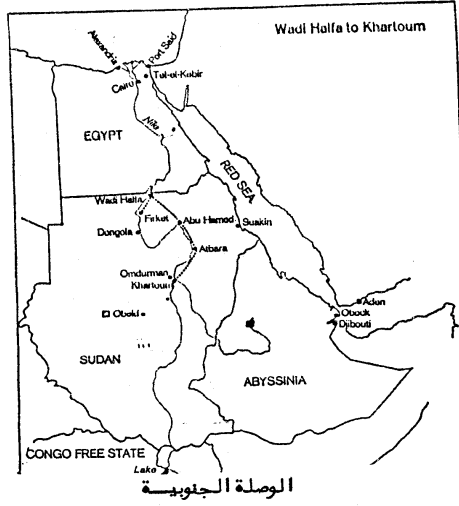 Wadi Halfa to Khartoum
Alexandria
Port Said
Tel-el-Kebir
Cairo
Nile
EGYPT
RED SEA
Wadi Halfa
Firket
Abu Hamed
Suakin
Dongola
Atbara
Omdurman
Khartoum
El Obeid
Aden
Obock
Djibouti
SUDAN
ABYSSINIA
CONGO FREE STATE
Lake
الوصلة الجنوبيـــة